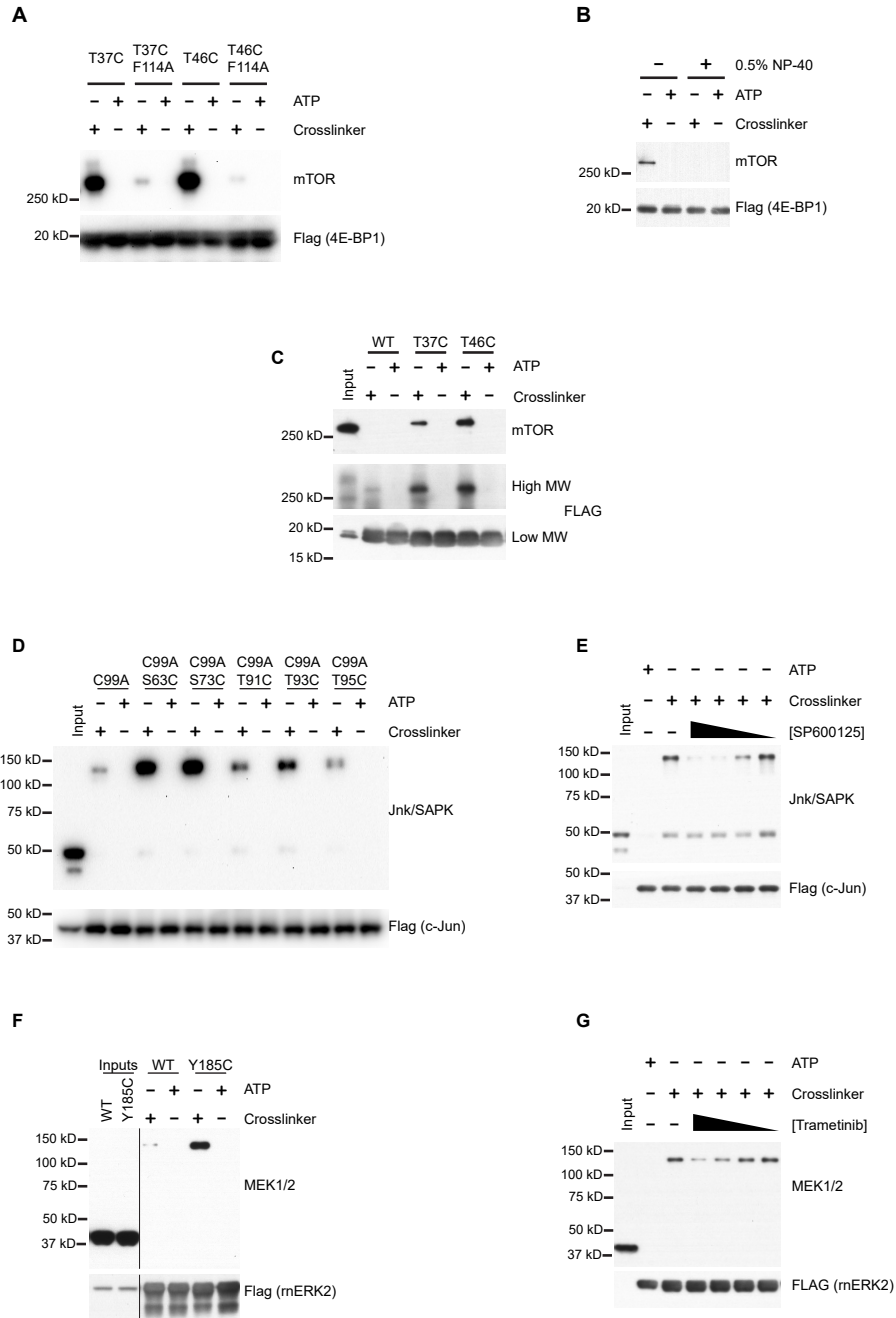 A
T37C T37C F114A T46C T46C F114A
– + – + – + – + ATP
+ – + – + – + – Crosslinker
mTOR
250 kD
20 kD Flag (4E-BP1)
B
– + 0.5% NP-40
– + – + ATP
+ – + – Crosslinker
mTOR
250 kD
20 kD Flag (4E-BP1)
C
WT T37C T46C
Input – + – + – + ATP
+ – + – + – Crosslinker
mTOR
250 kD
High MW
250 kD
FLAG
20 kD Low MW
15 kD
D
C99A C99A S63C C99A S73C C99A T91C C99A T93C C99A T95C
Input – + – + – + – + – + – + ATP
+ – + – + – + – + – + – Crosslinker
150 kD
100 kD
75 kD Jnk/SAPK
50 kD
50 kD
Flag (c-Jun)
37 kD
E
+ – – – – – ATP
– + + + + + Crosslinker
Input – – [SP600125]
150 kD
100 kD
75 kD Jnk/SAPK
50 kD
50 kD
Flag (c-Jun)
37 kD
F
Inputs WT Y185C
WT Y185C – + – + ATP
+ – + – Crosslinker
150 kD
100 kD
75 kD MEK1/2
50 kD
37 kD
Flag (rnERK2)
G
+ – – – – – ATP
– + + + + + Crosslinker
Input – – [Trametinib]
150 kD
100 kD
75 kD MEK1/2
50 kD
37 kD
FLAG (rnERK2)